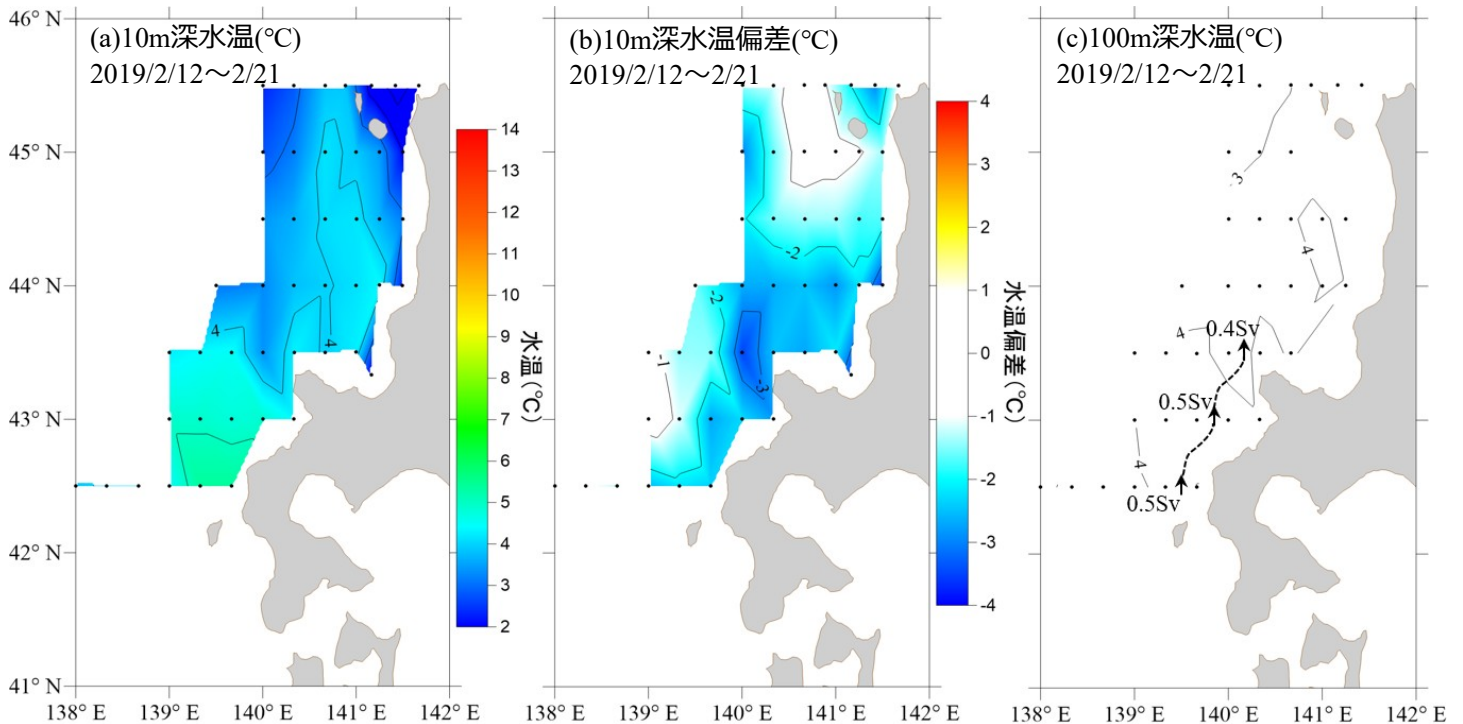 46° N
45° N
44° N
43° N
42° N
41° N
(a)10m深水温(℃)
2019/2/12～2/21
4
4
138° E
139° E
140° E
141° E
142° E
14
13
12
11
10
9
8
7
6
5
4
3
2
水温(℃)
(b)10m深水温偏差(℃)
2019/2/12～2/21
-2
-2
-1
-3
138° E
139° E
140° E
141° E
142° E
4
3
2
1
0
-1
-2
-3
-4
水温偏差(℃)
(c)100m深水温(℃)
2019/2/12～2/21
3
4
4
0.4Sv
0.5Sv
4
0.5Sv
138° E
139° E
140° E
141° E
142° E